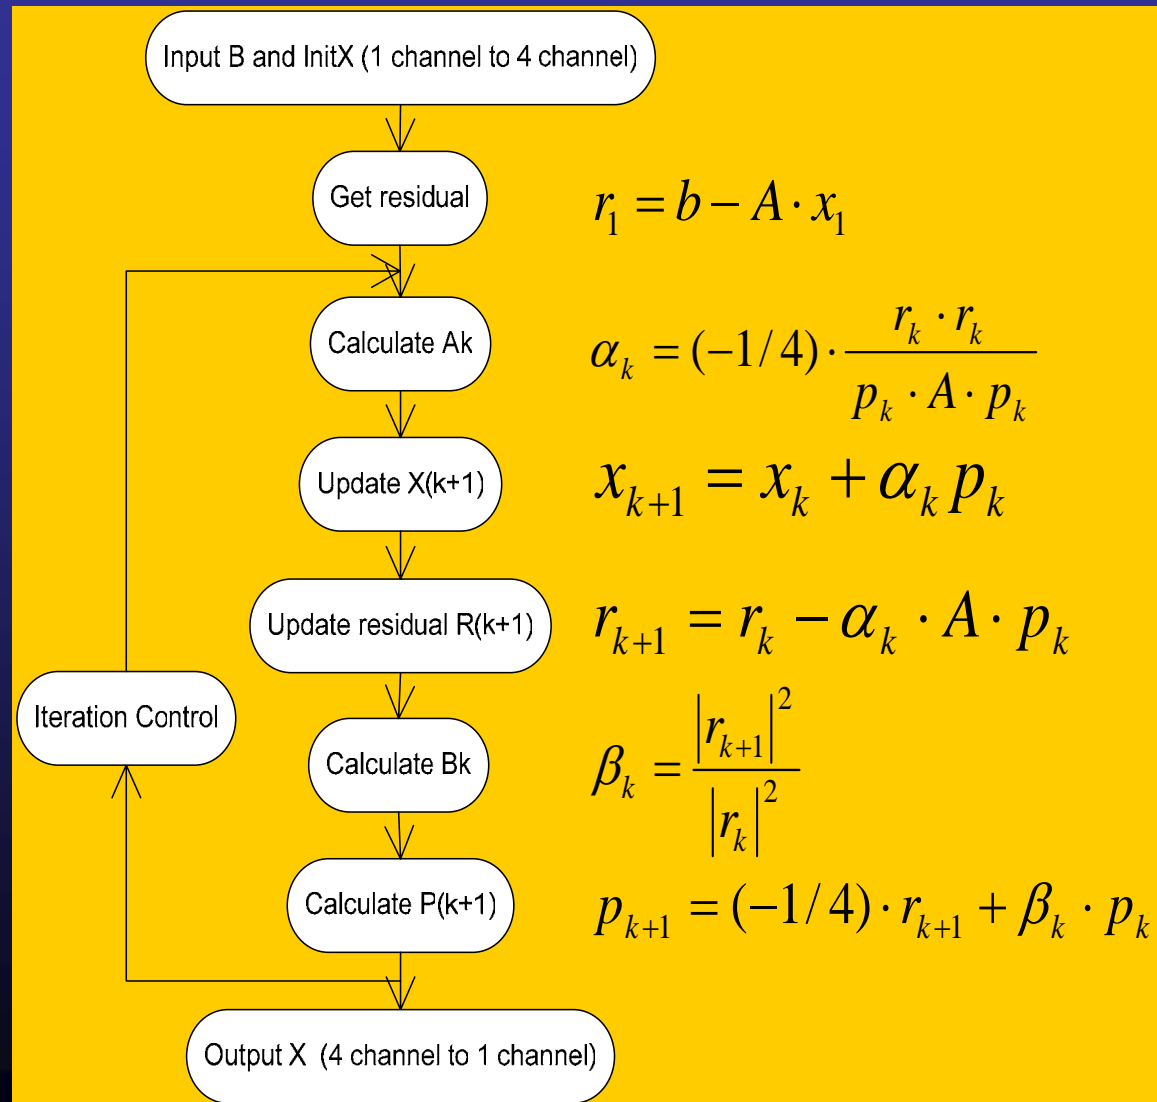 Input B and InitX (1 channel to 4 channel)
Get residual
r₁ = b − A · x₁
Calculate Ak
αₖ = (−1/4) · (rₖ · rₖ) / (pₖ · A · pₖ)
Update X(k+1)
xₖ₊₁ = xₖ + αₖ pₖ
Update residual R(k+1)
rₖ₊₁ = rₖ − αₖ · A · pₖ
Iteration Control
Calculate Bk
βₖ = |rₖ₊₁|² / |rₖ|²
Calculate P(k+1)
pₖ₊₁ = (−1/4) · rₖ₊₁ + βₖ · pₖ
Output X (4 channel to 1 channel)